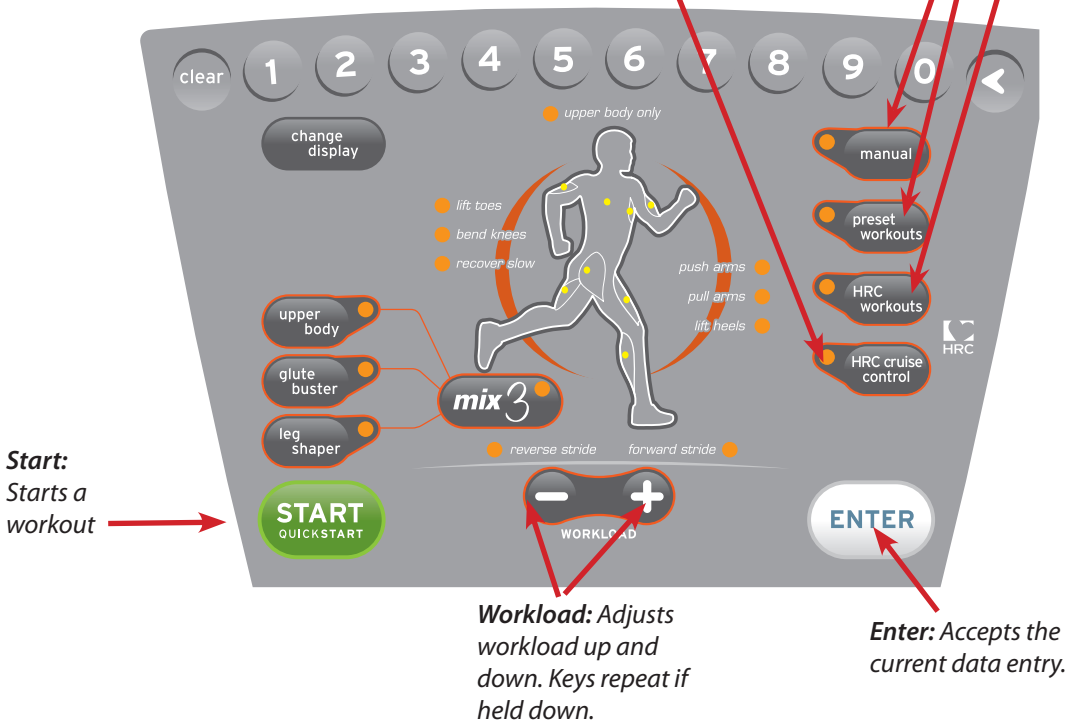 clear 1 2 3 4 5 6 7 8 9 0 <
change
display
upper body only
manual
lift toes
bend knees
recover slow
preset
workouts
push arms
pull arms
lift heels
HRC
workouts
HRC
upper
body
glute
buster
leg
shaper
mix3
HRC cruise
control
reverse stride forward stride
Start:
Starts a
workout
START
QUICKSTART
- +
WORKLOAD
ENTER
Workload: Adjusts
workload up and
down. Keys repeat if
held down.
Enter: Accepts the
current data entry.